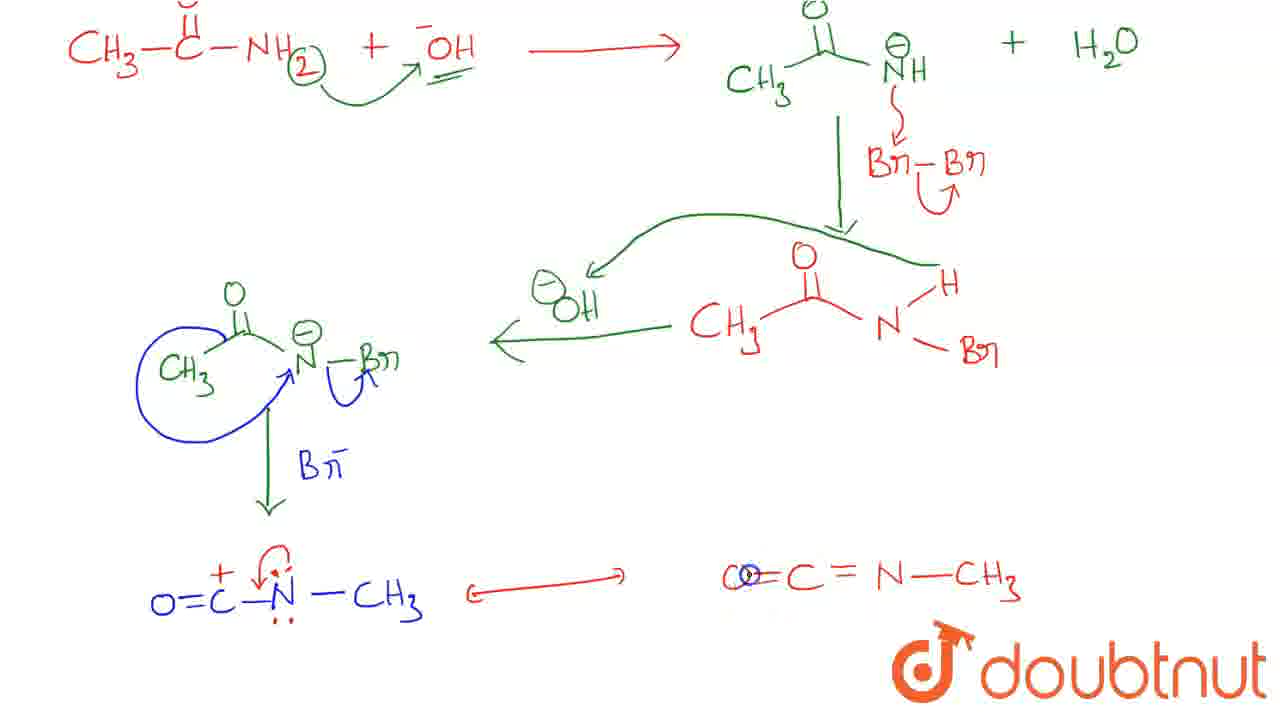 CH3—C—NH2 + ⁻OH ⟶ CH3 O ⊖NH + H2O
Br—Br
O
CH3 N H Br
⊖OH
O
CH3 ⊖N—Br
Br⁻
O=C⁺—N̈—CH3 ⟷ O=C=N—CH3
doubtnut